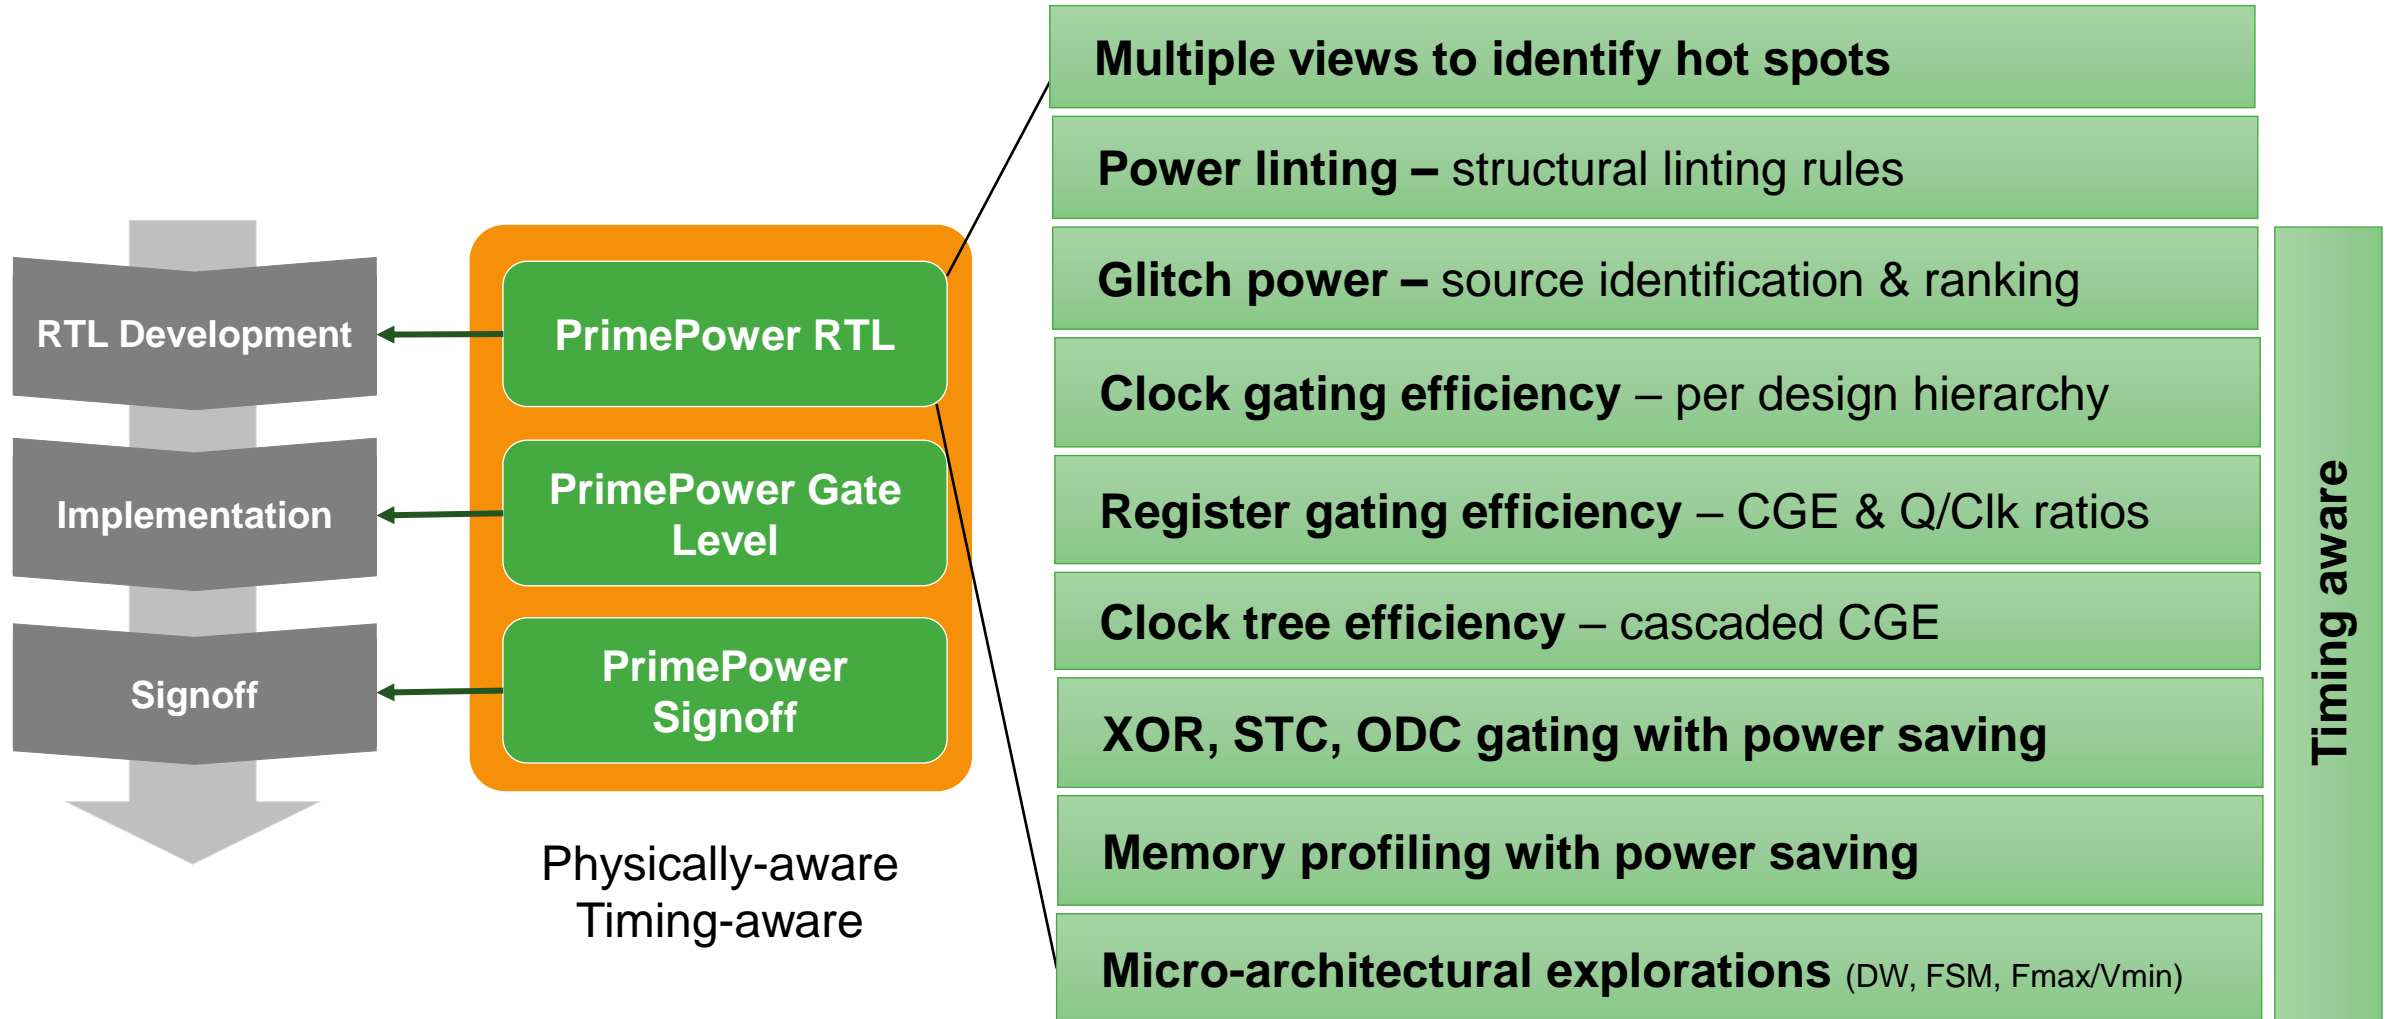 RTL Development
Implementation
Signoff
PrimePower RTL
PrimePower Gate
Level
PrimePower
Signoff
Physically-aware
Timing-aware
Multiple views to identify hot spots
Power linting – structural linting rules
Glitch power – source identification & ranking
Clock gating efficiency – per design hierarchy
Register gating efficiency – CGE & Q/Clk ratios
Clock tree efficiency – cascaded CGE
XOR, STC, ODC gating with power saving
Memory profiling with power saving
Micro-architectural explorations (DW, FSM, Fmax/Vmin)
Timing aware